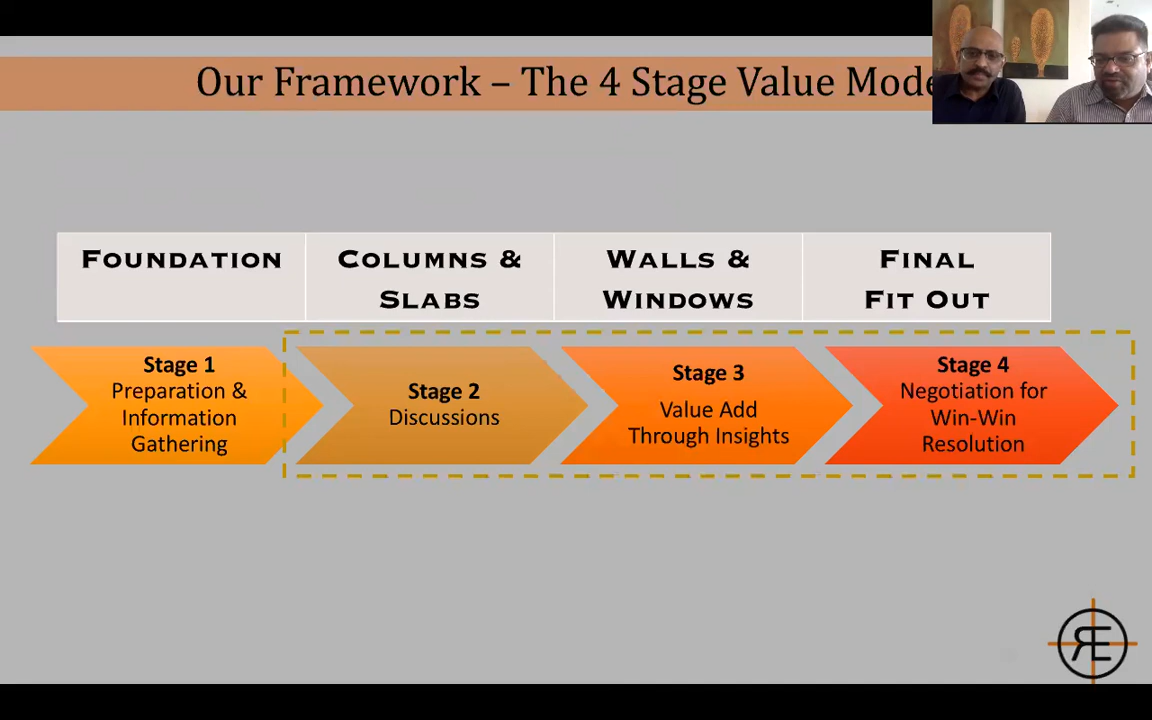 Our Framework – The 4 Stage Value Mode
FOUNDATION
COLUMNS &
SLABS
WALLS &
WINDOWS
FINAL
FIT OUT
Stage 1
Preparation &
Information
Gathering
Stage 2
Discussions
Stage 3
Value Add
Through Insights
Stage 4
Negotiation for
Win-Win
Resolution